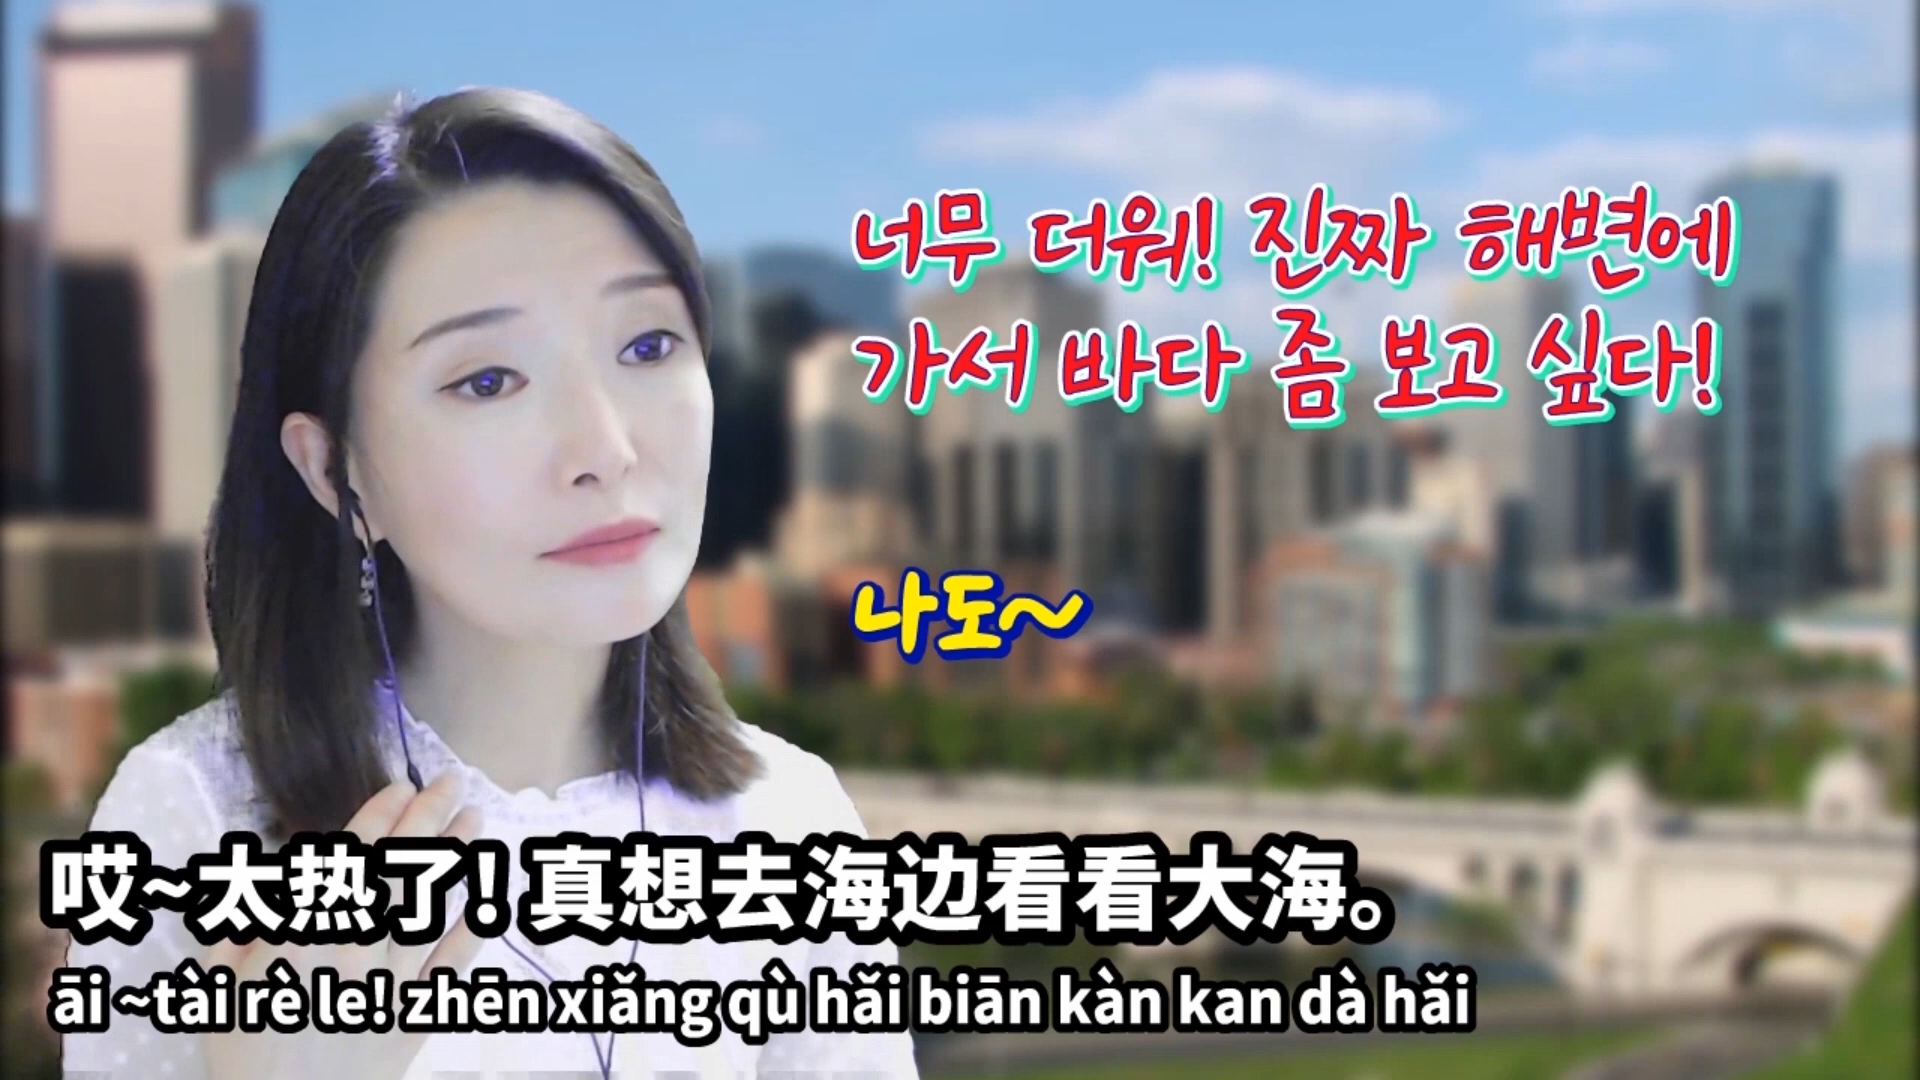 너무 더워! 진짜 해변에
가서 바다 좀 보고 싶다!
나도~
哎~太热了! 真想去海边看看大海。
āi ~tài rè le! zhēn xiǎng qù hǎi biān kàn kan dà hǎi